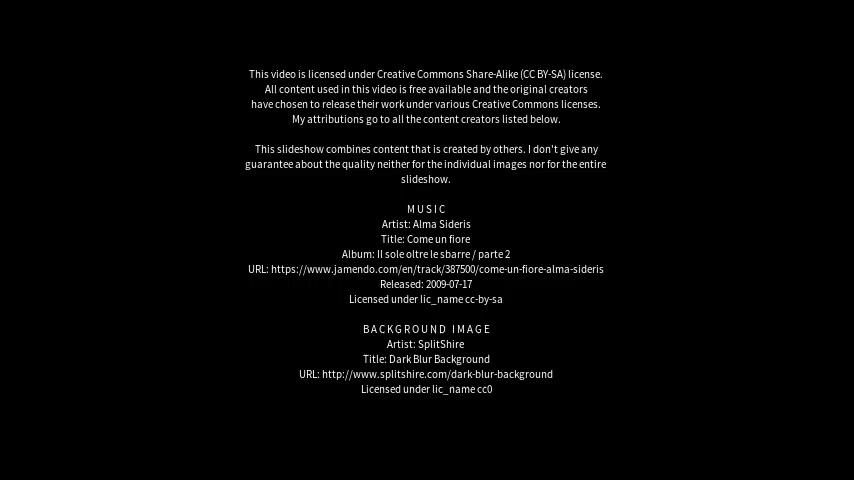 This video is licensed under Creative Commons Share-Alike (CC BY-SA) license.
All content used in this video is free available and the original creators
have chosen to release their work under various Creative Commons licenses.
My attributions go to all the content creators listed below.
This slideshow combines content that is created by others. I don't give any
guarantee about the quality neither for the individual images nor for the entire
slideshow.
MUSIC
Artist: Alma Sideris
Title: Come un fiore
Album: Il sole oltre le sbarre / parte 2
URL: https://www.jamendo.com/en/track/387500/come-un-fiore-alma-sideris
Released: 2009-07-17
Licensed under lic_name cc-by-sa
BACKGROUND IMAGE
Artist: SplitShire
Title: Dark Blur Background
URL: http://www.splitshire.com/dark-blur-background
Licensed under lic_name cc0